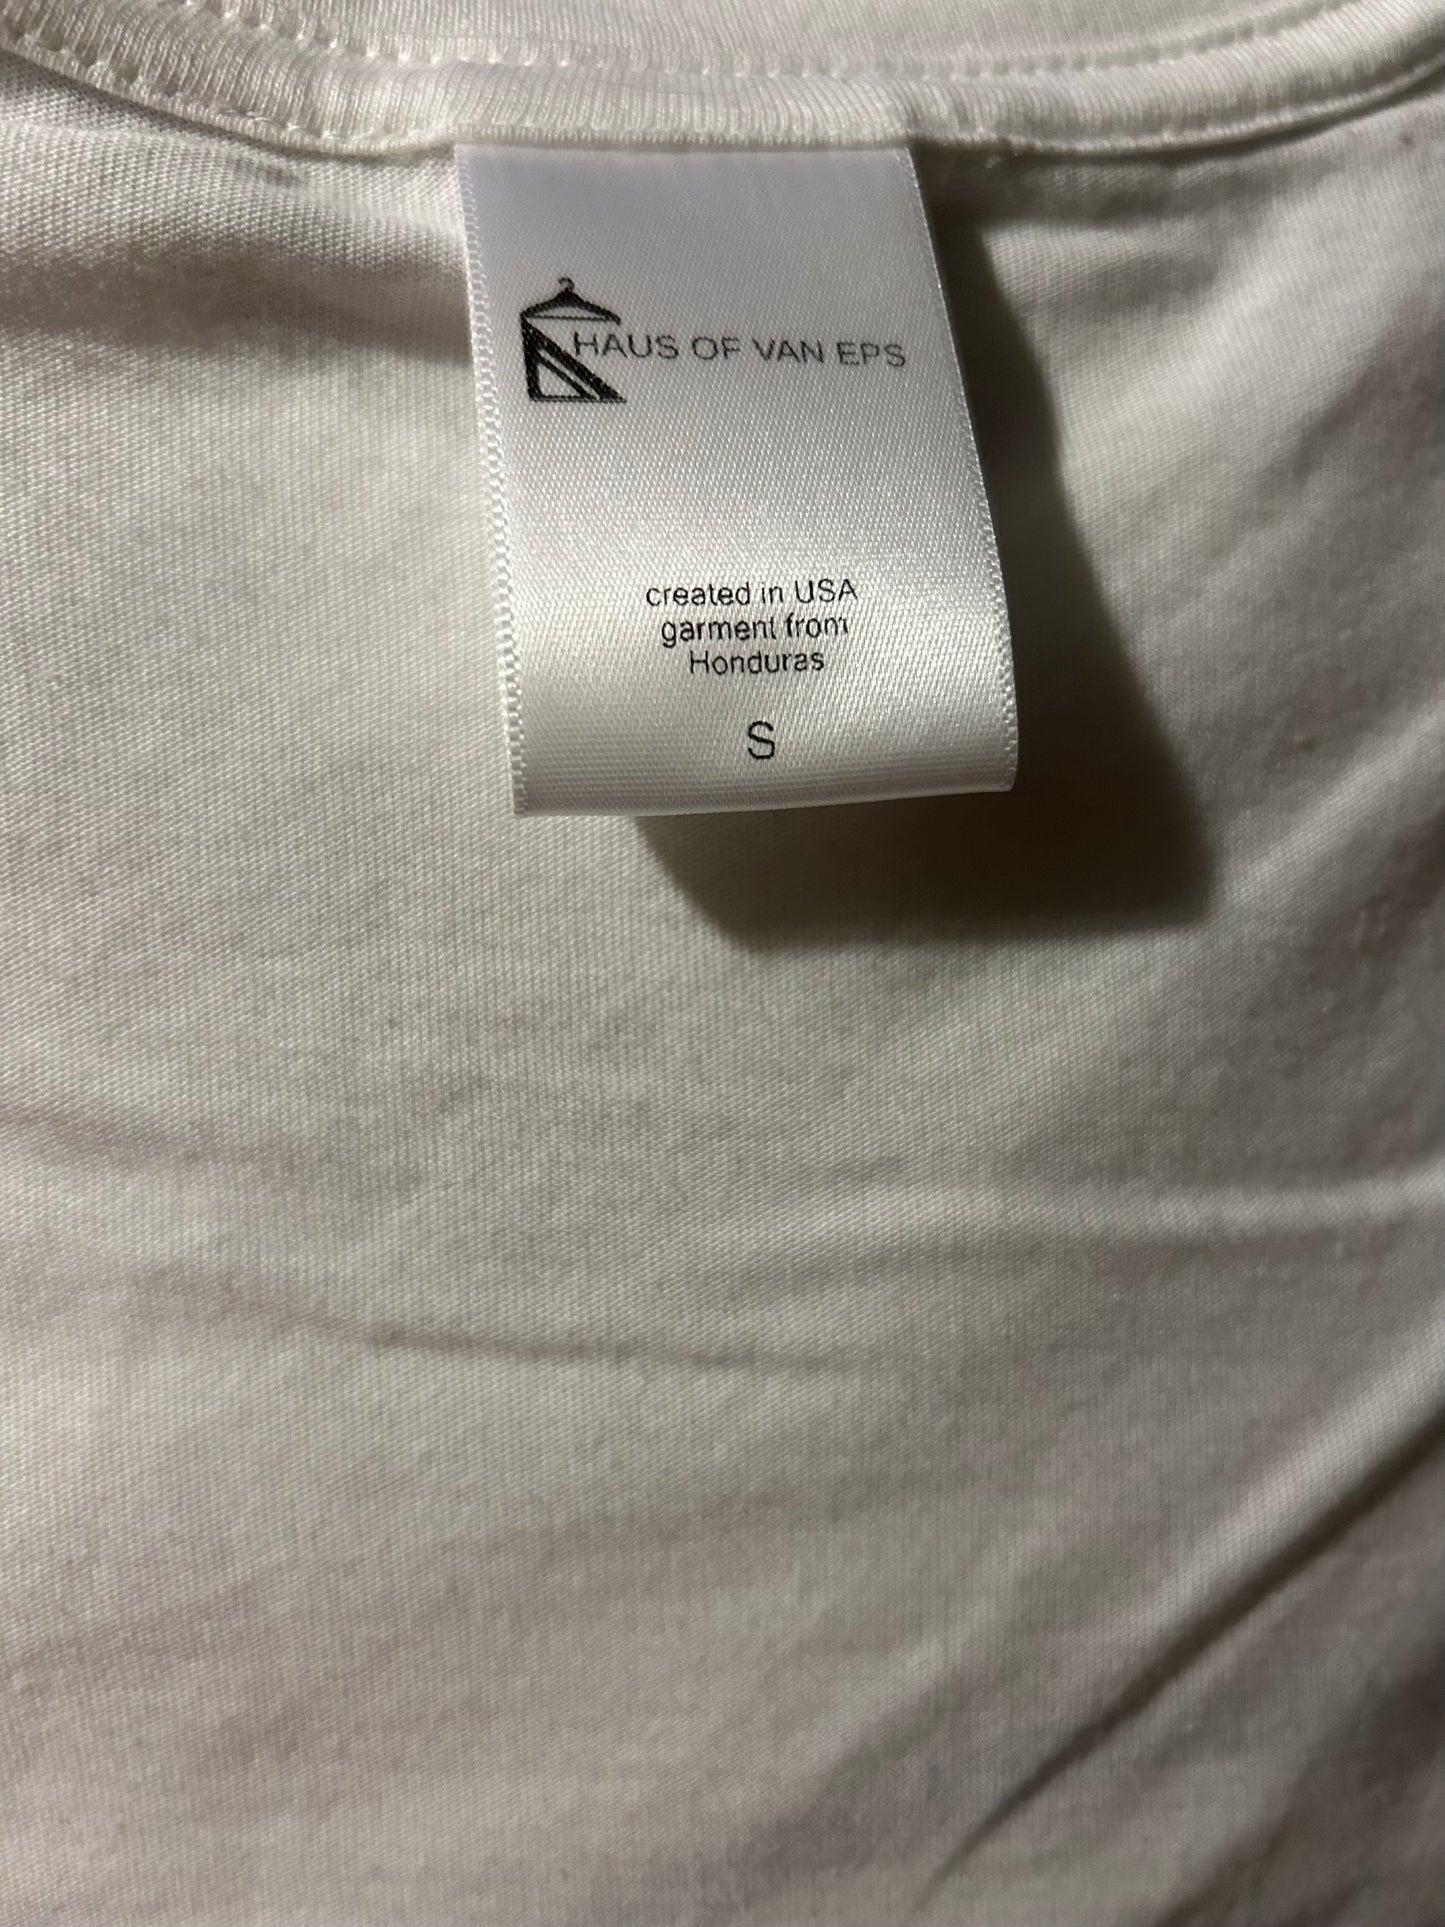 HAUS OF VAN EPS
created in USA
garment from
Honduras
S